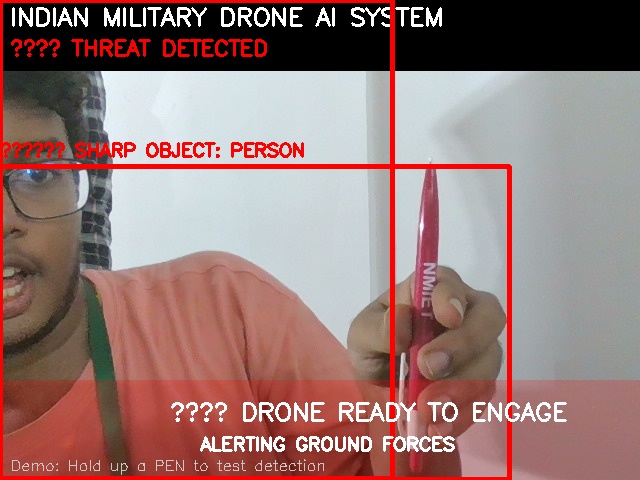 INDIAN MILITARY DRONE AI SYSTEM
???? THREAT DETECTED
?????? SHARP OBJECT: PERSON
NMIET
???? DRONE READY TO ENGAGE
ALERTING GROUND FORCES
Demo: Hold up a PEN to test detection